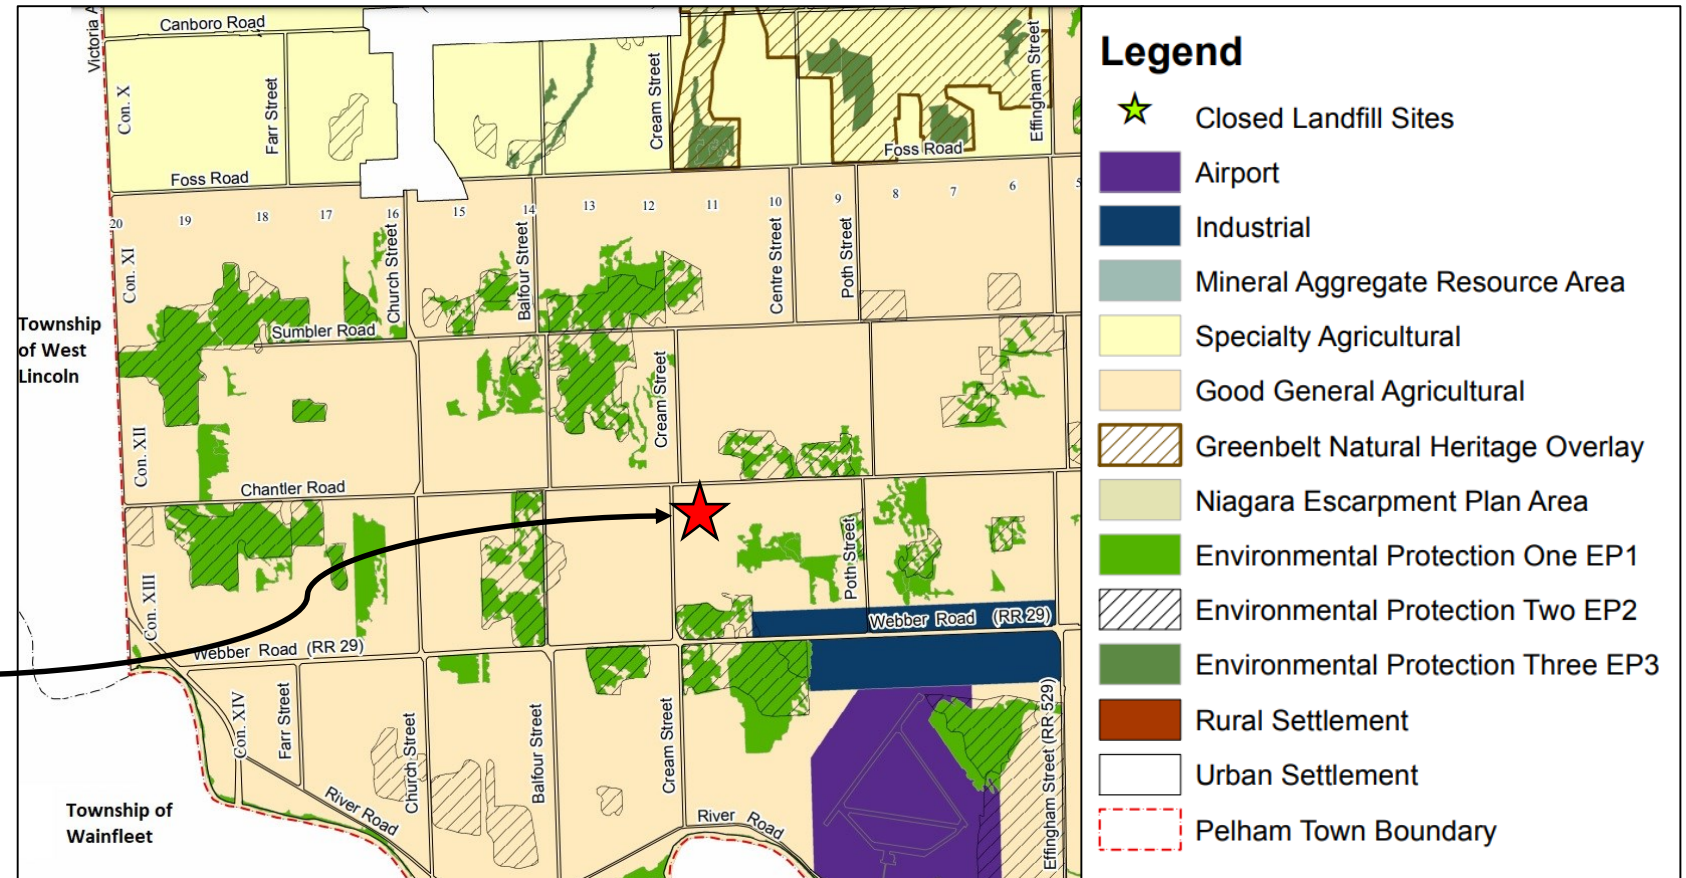 Canboro Road
Victoria A
Con. X
Farr Street
Cream Street
Effingham Street
Foss Road
Foss Road
20
19
18
17
16
15
14
13
12
11
10
9
8
7
6
5
Con. XI
Church Street
Balfour Street
Centre Street
Poth Street
Township
of West
Lincoln
Sumbler Road
Cream Street
Con. XII
Chantler Road
Poth Street
Con. XIII
Webber Road (RR 29)
Webber Road (RR 29)
Con. XIV
Farr Street
Church Street
Balfour Street
Cream Street
Effingham Street (RR 529)
River Road
River Road
Township of
Wainfleet
Legend
Closed Landfill Sites
Airport
Industrial
Mineral Aggregate Resource Area
Specialty Agricultural
Good General Agricultural
Greenbelt Natural Heritage Overlay
Niagara Escarpment Plan Area
Environmental Protection One EP1
Environmental Protection Two EP2
Environmental Protection Three EP3
Rural Settlement
Urban Settlement
Pelham Town Boundary